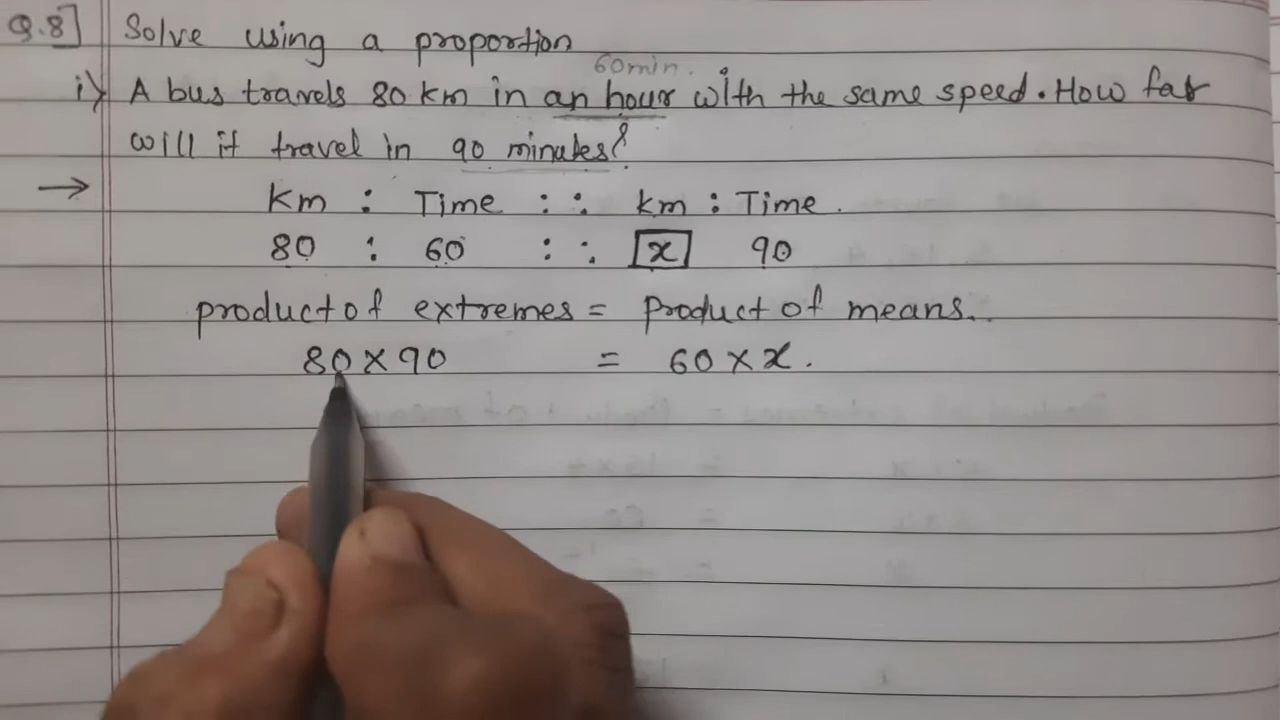 Q.8] Solve using a proportion
60min.
i) A bus travels 80 km in an hour with the same speed. How far
will it travel in 90 minutes?
→ Km : Time :: km : Time.
80 : 60 :: x 90
product of extremes = Product of means..
80 × 90 = 60 × x.